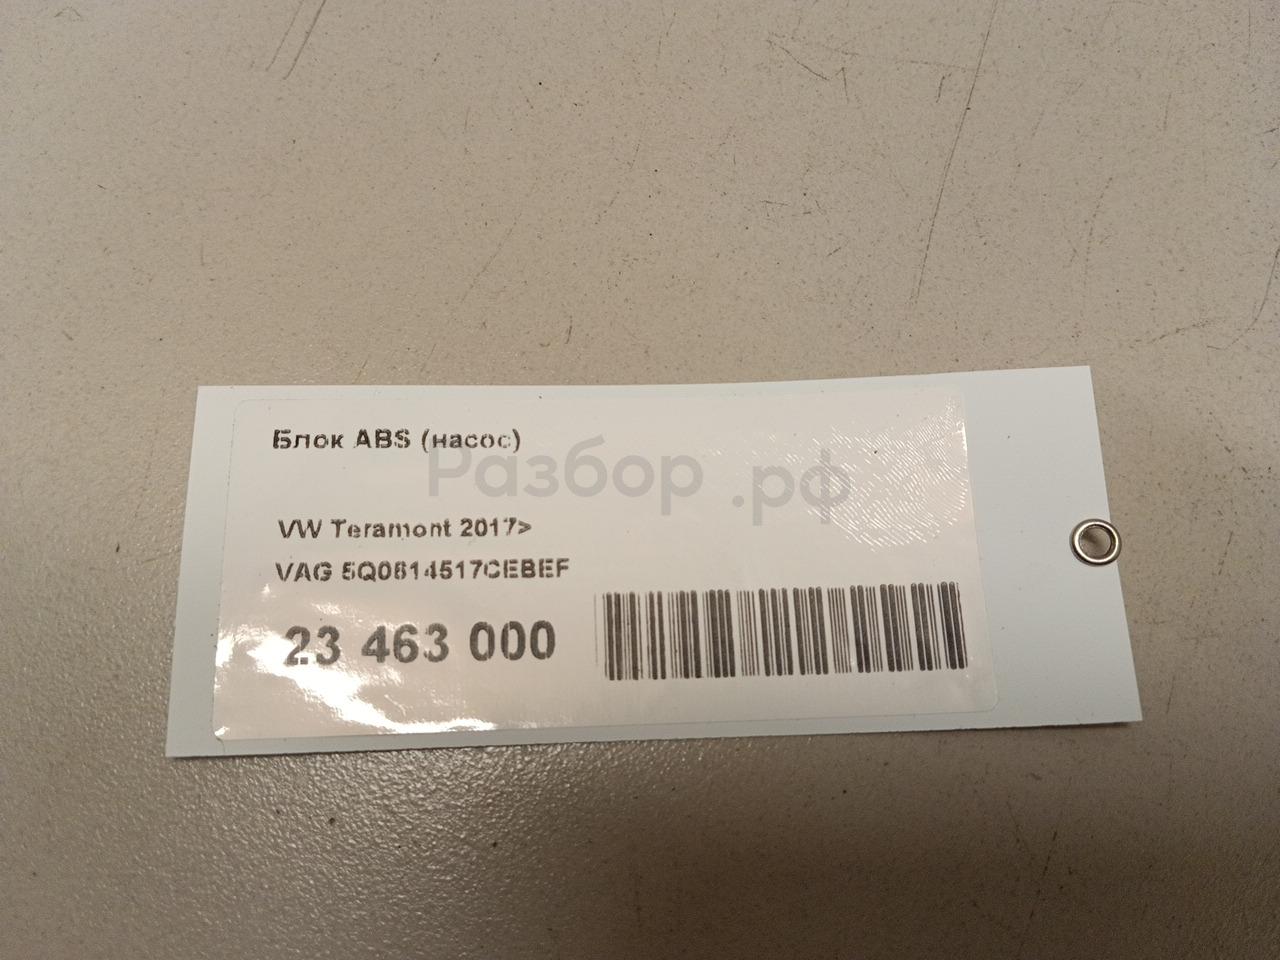 Блок ABS (насос)
Разбор.рф
VW Teramont 2017>
VAG 5Q0614517CEBEF
23 463 000